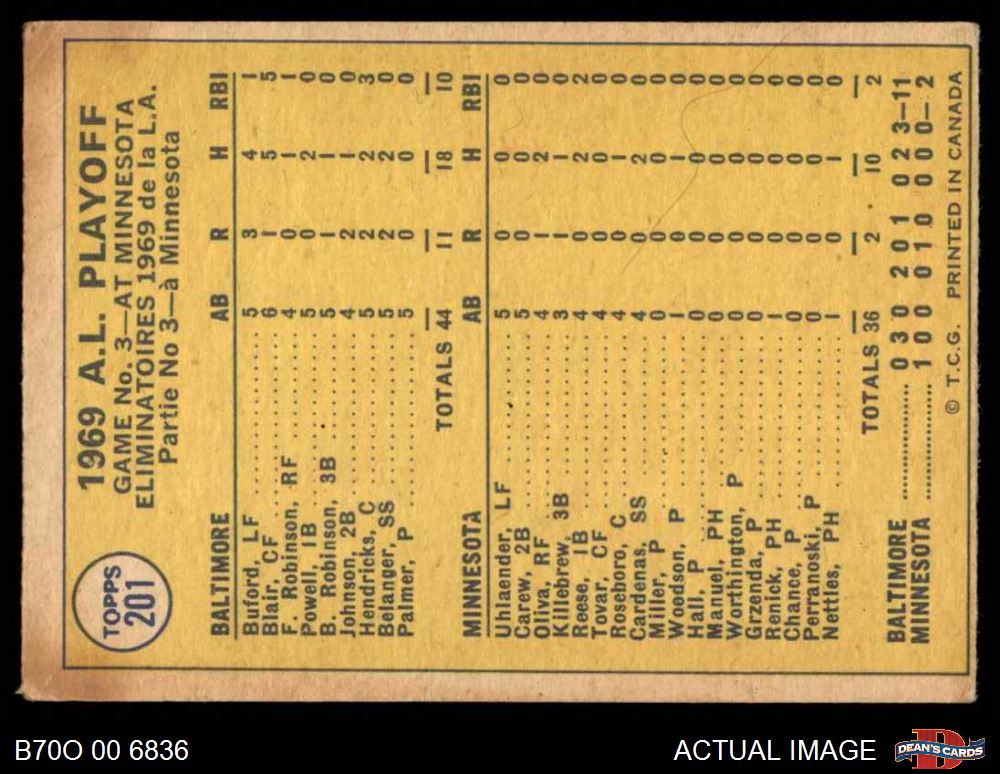 TOPPS
201
1969 A.L. PLAYOFF
GAME No. 3—AT MINNESOTA
ELIMINATOIRES 1969 de la L.A.
Partie No 3—à Minnesota
BALTIMORE AB R H RBI
Buford, LF 5 3 4 1
Blair, CF 6 1 5 5
F. Robinson, RF 4 0 1 1
Powell, 1B 5 0 2 0
B. Robinson, 3B 5 1 1 0
Johnson, 2B 4 2 1 0
Hendricks, C 5 2 2 3
Belanger, SS 5 2 2 0
Palmer, P 5 0 0 0
TOTALS 44 11 18 10
MINNESOTA AB R H RBI
Uhlaender, LF 5 0 0 0
Carew, 2B 5 0 0 0
Oliva, RF 4 1 2 0
Killebrew, 3B 3 1 1 0
Reese, 1B 4 0 2 2
Tovar, CF 4 0 0 0
Roseboro, C 4 0 1 0
Cardenas, SS 4 0 2 0
Miller, P 0 0 0 0
Woedson, P 1 0 1 0
Hall, P 0 0 0 0
Manuel, PH 0 0 0 0
Worthington, P 0 0 0 0
Grzenda, P 0 0 0 0
Renick, PH 1 0 0 0
Chanee, P 0 0 0 0
Perranoski, P 0 0 0 0
Nettles, PH 1 0 1 0
TOTALS 36 2 10 2
BALTIMORE 0 3 0 2 0 1 0 2 3—11
MINNESOTA 1 0 0 0 1 0 0 0 0— 2
© T.C.G. PRINTED IN CANADA
B70O 00 6836
ACTUAL IMAGE
DEAN'S CARDS